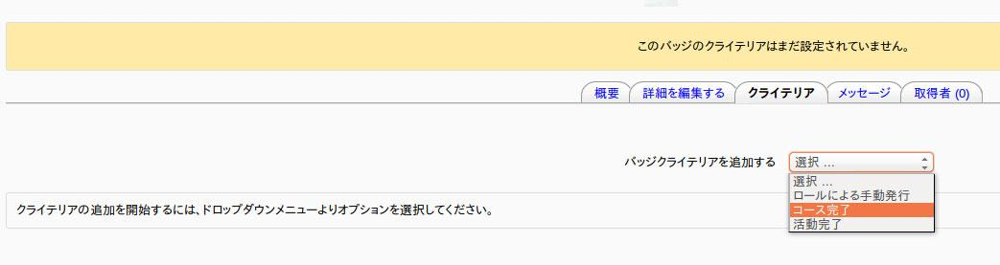 このバッジのクライテリアはまだ設定されていません。
概要 詳細を編集する クライテリア メッセージ 取得者 (0)
バッジクライテリアを追加する 選択 ...
選択 ...
ロールによる手動発行
コース完了
活動完了
クライテリアの追加を開始するには、ドロップダウンメニューよりオプションを選択してください。